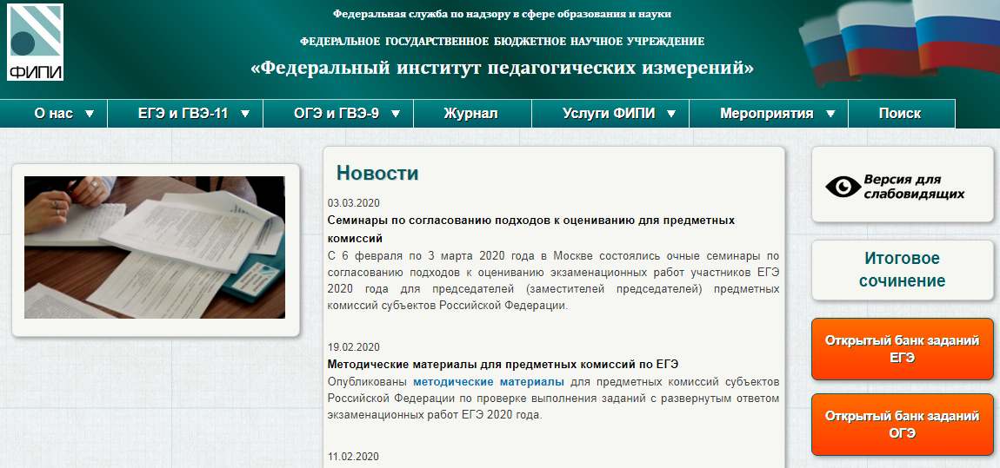 Федеральная служба по надзору в сфере образования и науки
ФЕДЕРАЛЬНОЕ ГОСУДАРСТВЕННОЕ БЮДЖЕТНОЕ НАУЧНОЕ УЧРЕЖДЕНИЕ
«Федеральный институт педагогических измерений»
ФИПИ
О нас
ЕГЭ и ГВЭ-11
ОГЭ и ГВЭ-9
Журнал
Услуги ФИПИ
Мероприятия
Поиск
Новости
03.03.2020
Семинары по согласованию подходов к оцениванию для предметных
комиссий
С 6 февраля по 3 марта 2020 года в Москве состоялись очные семинары по
согласованию подходов к оцениванию экзаменационных работ участников ЕГЭ
2020 года для председателей (заместителей председателей) предметных
комиссий субъектов Российской Федерации.
19.02.2020
Методические материалы для предметных комиссий по ЕГЭ
Опубликованы методические материалы для предметных комиссий субъектов
Российской Федерации по проверке выполнения заданий с развернутым ответом
экзаменационных работ ЕГЭ 2020 года.
11.02.2020
Версия для
слабовидящих
Итоговое
сочинение
Открытый банк заданий
ЕГЭ
Открытый банк заданий
ОГЭ